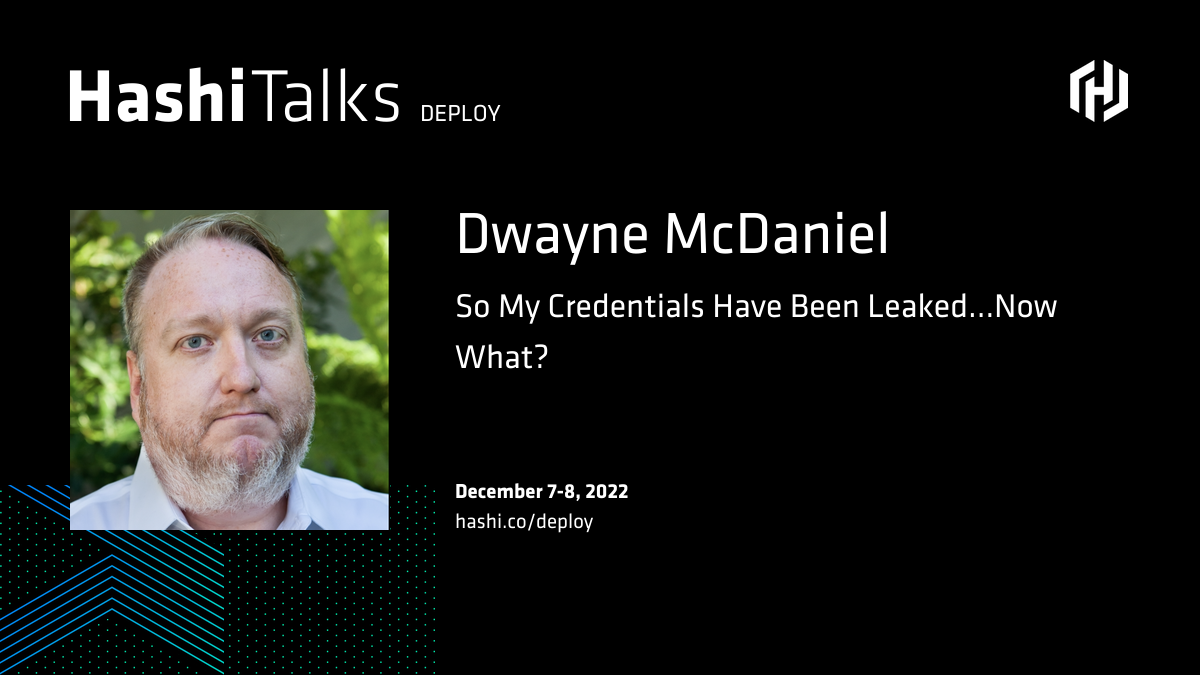 HashiTalks DEPLOY
Dwayne McDaniel
So My Credentials Have Been Leaked...Now
What?
December 7-8, 2022
hashi.co/deploy